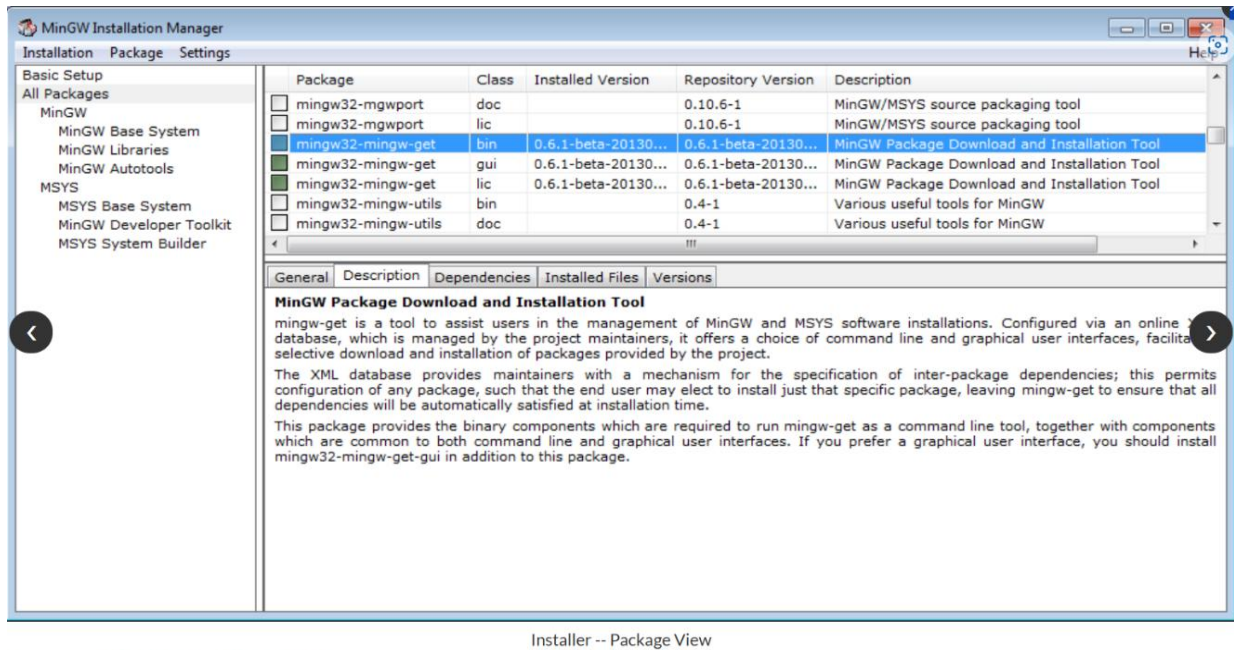 MinGW Installation Manager
Installation Package Settings
Help
Basic Setup
All Packages
MinGW
MinGW Base System
MinGW Libraries
MinGW Autotools
MSYS
MSYS Base System
MinGW Developer Toolkit
MSYS System Builder
Package Class Installed Version Repository Version Description
mingw32-mgwport doc 0.10.6-1 MinGW/MSYS source packaging tool
mingw32-mgwport lic 0.10.6-1 MinGW/MSYS source packaging tool
mingw32-mingw-get bin 0.6.1-beta-20130... 0.6.1-beta-20130... MinGW Package Download and Installation Tool
mingw32-mingw-get gui 0.6.1-beta-20130... 0.6.1-beta-20130... MinGW Package Download and Installation Tool
mingw32-mingw-get lic 0.6.1-beta-20130... 0.6.1-beta-20130... MinGW Package Download and Installation Tool
mingw32-mingw-utils bin 0.4-1 Various useful tools for MinGW
mingw32-mingw-utils doc 0.4-1 Various useful tools for MinGW
General Description Dependencies Installed Files Versions
MinGW Package Download and Installation Tool
mingw-get is a tool to assist users in the management of MinGW and MSYS software installations. Configured via an online
database, which is managed by the project maintainers, it offers a choice of command line and graphical user interfaces,
selective download and installation of packages provided by the project.
The XML database provides maintainers with a mechanism for the specification of inter-package dependencies; this permits
configuration of any package, such that the end user may elect to install just that specific package, leaving mingw-get to ensure that all
dependencies will be automatically satisfied at installation time.
This package provides the binary components which are required to run mingw-get as a command line tool, together with components
which are common to both command line and graphical user interfaces. If you prefer a graphical user interface, you should install
mingw32-mingw-get-gui in addition to this package.
Installer -- Package View